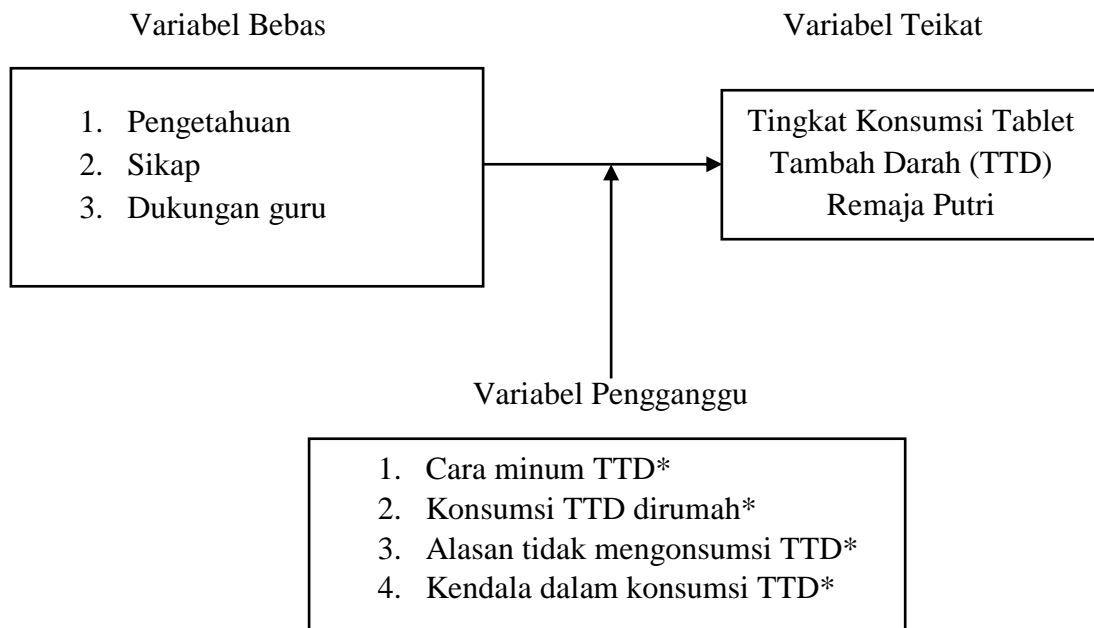 Variabel Bebas
Variabel Teikat
1. Pengetahuan
2. Sikap
3. Dukungan guru
Tingkat Konsumsi Tablet
Tambah Darah (TTD)
Remaja Putri
Variabel Pengganggu
1. Cara minum TTD*
2. Konsumsi TTD dirumah*
3. Alasan tidak mengonsumsi TTD*
4. Kendala dalam konsumsi TTD*